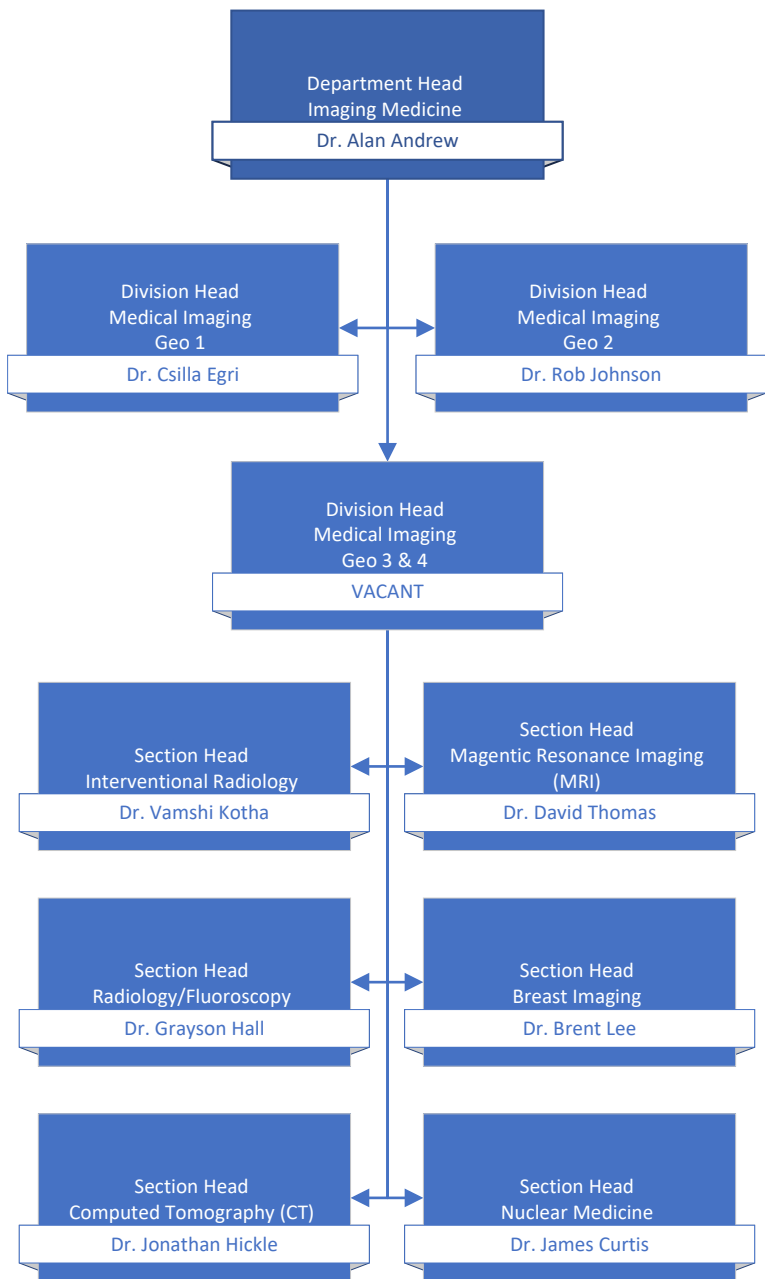 Department Head
Imaging Medicine
Dr. Alan Andrew
Division Head
Medical Imaging
Geo 1
Dr. Csilla Egri
Division Head
Medical Imaging
Geo 2
Dr. Rob Johnson
Division Head
Medical Imaging
Geo 3 & 4
VACANT
Section Head
Interventional Radiology
Dr. Vamshi Kotha
Section Head
Magentic Resonance Imaging
(MRI)
Dr. David Thomas
Section Head
Radiology/Fluoroscopy
Dr. Grayson Hall
Section Head
Breast Imaging
Dr. Brent Lee
Section Head
Computed Tomography (CT)
Dr. Jonathan Hickle
Section Head
Nuclear Medicine
Dr. James Curtis